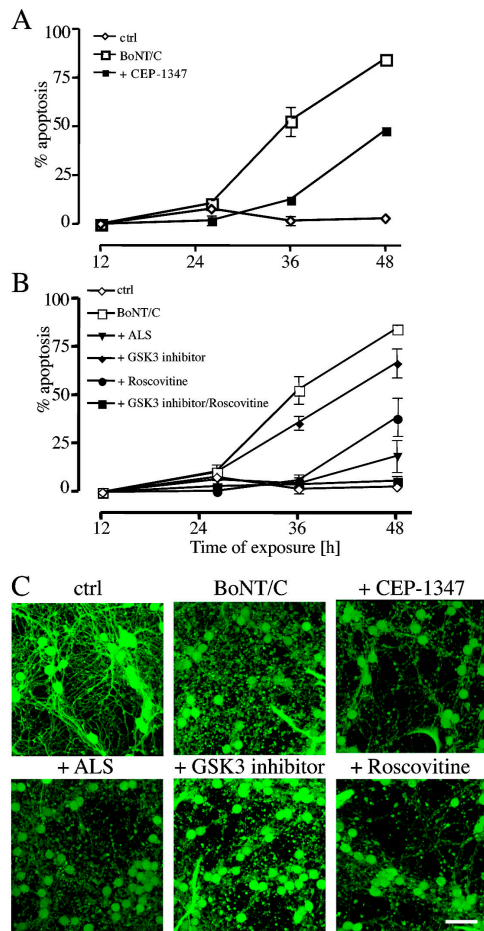 A
ctrl
BoNT/C
+ CEP-1347
% apoptosis
100
75
50
25
0
12 24 36 48
B
ctrl
BoNT/C
+ ALS
+ GSK3 inhibitor
+ Roscovitine
+ GSK3 inhibitor/Roscovitine
% apoptosis
100
75
50
25
0
12 24 36 48
Time of exposure [h]
C
ctrl BoNT/C + CEP-1347
+ ALS + GSK3 inhibitor + Roscovitine